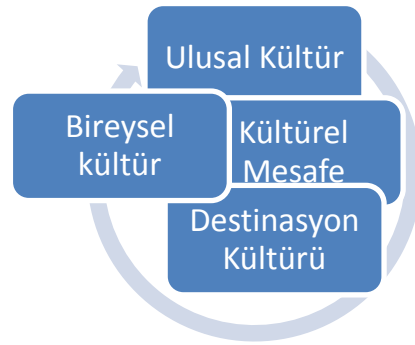 Ulusal Kültür
Bireysel
kültür
Kültürel
Mesafe
Destinasyon
Kültürü